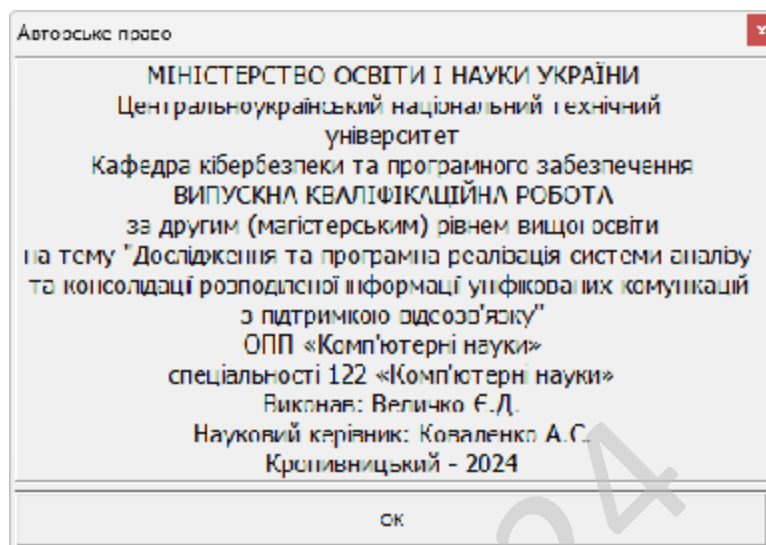 Авторське право
МІНІСТЕРСТВО ОСВІТИ І НАУКИ УКРАЇНИ
Центральноукраїнський національний технічний
університет
Кафедра кібербезпеки та програмного забезпечення
ВИПУСКНА КВАЛІФІКАЦІЙНА РОБОТА
за другим (магістерським) рівнем вищої освіти
на тему "Дослідження та програмна реалізація системи аналізу
та консолідації розподіленої інформації уніфікованих комунікацій
з підтримкою відеозв'язку"
ОПП «Комп'ютерні науки»
спеціальності 122 «Комп'ютерні науки»
Виконав: Величко Є.Д.
Науковий керівник: Коваленко А.С.
Кропивницький - 2024
ОК
24